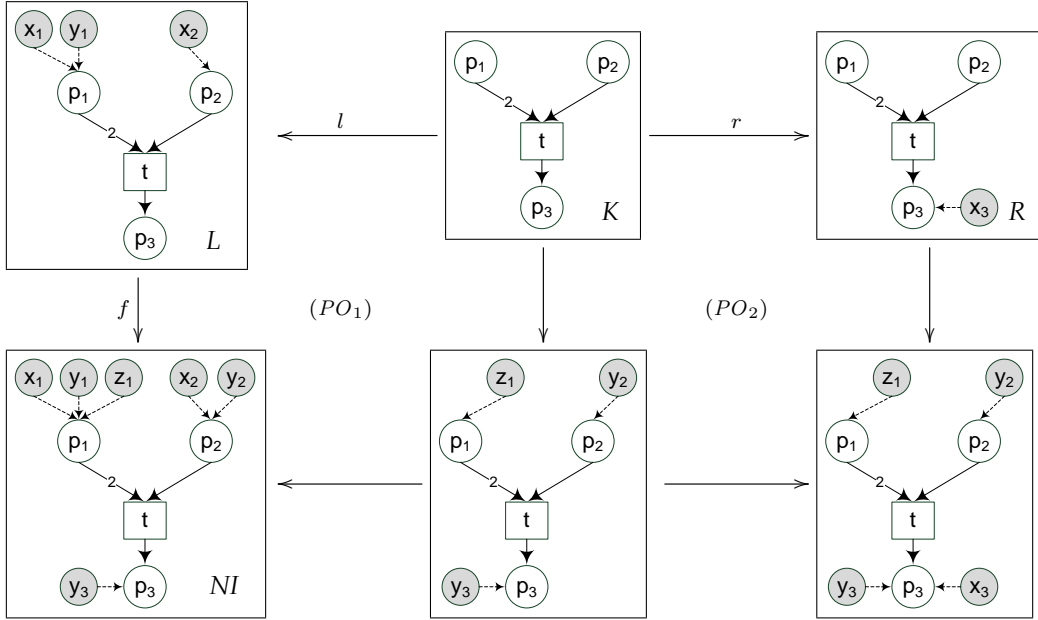 x1 y1 x2
p1 p2
2
t
p3 L
l
p1 p2
2
t
p3 K
r
p1 p2
2
t
p3 x3 R
f (PO1) (PO2)
x1 y1 z1 x2 y2
p1 p2
2
t
y3 p3 NI
z1 y2
p1 p2
2
t
y3 p3
z1 y2
p1 p2
2
t
y3 p3 x3